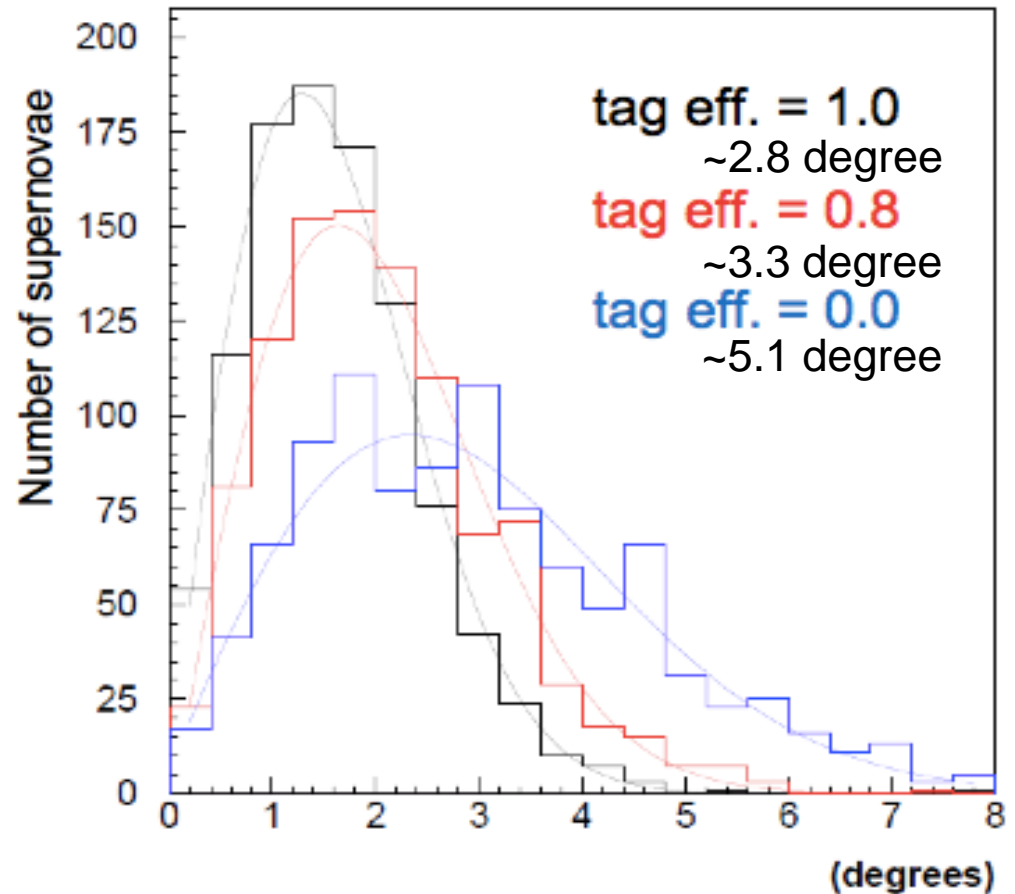 Number of supernovae
200
175
150
125
100
75
50
25
0
tag eff. = 1.0
~2.8 degree
tag eff. = 0.8
~3.3 degree
tag eff. = 0.0
~5.1 degree
0 1 2 3 4 5 6 7 8
(degrees)